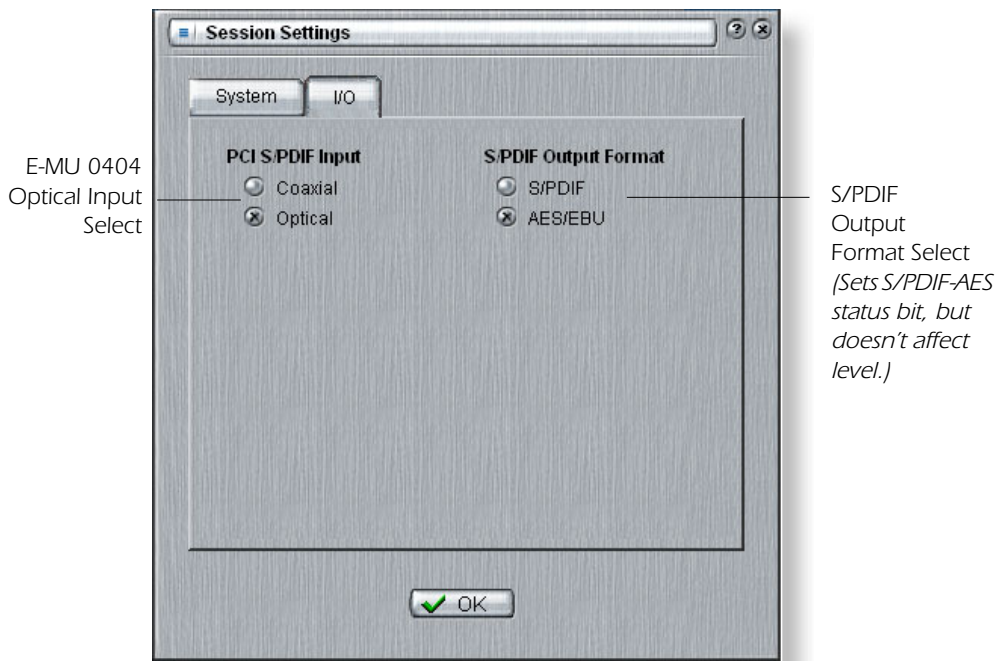 Session Settings
System
I/O
PCI S/PDIF Input
Coaxial
Optical
S/PDIF Output Format
S/PDIF
AES/EBU
OK
E-MU 0404
Optical Input
Select
S/PDIF
Output
Format Select
(Sets S/PDIF-AES
status bit, but
doesn't affect
level.)